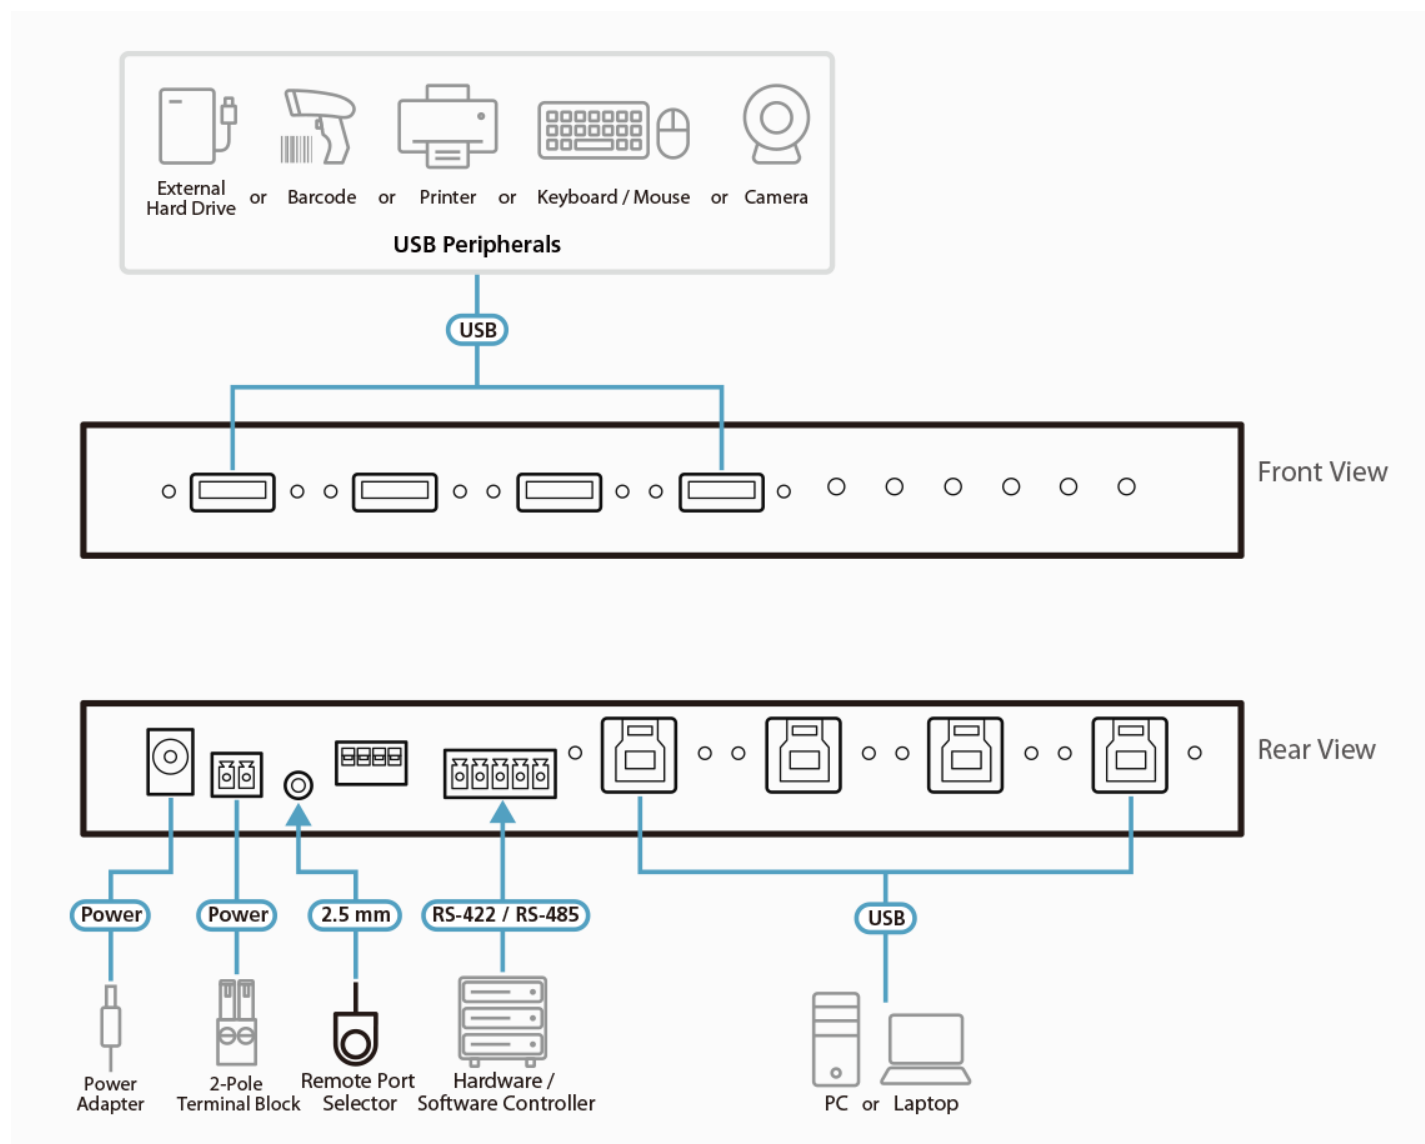 External
Hard Drive or Barcode or Printer or Keyboard / Mouse or Camera
USB Peripherals
USB
Front View
Rear View
Power Power 2.5 mm RS-422 / RS-485 USB
Power
Adapter
2-Pole
Terminal Block
Remote Port
Selector
Hardware /
Software Controller
PC or Laptop